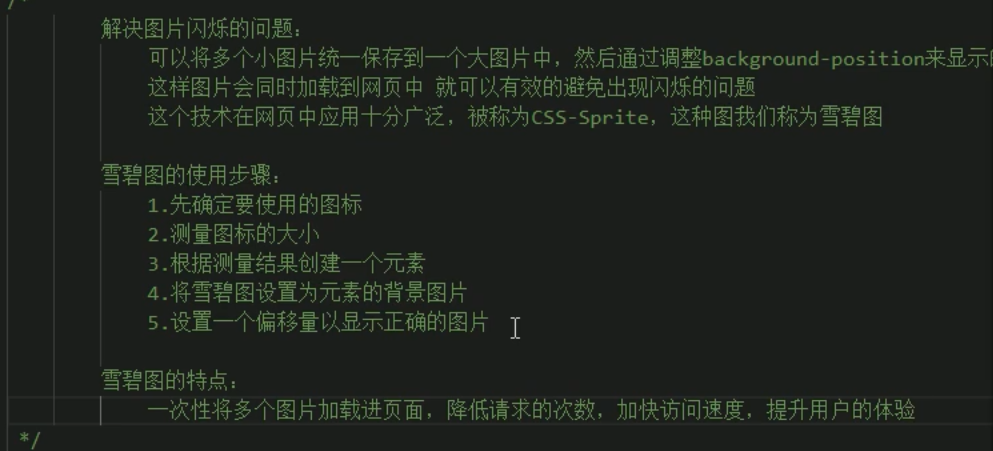 /*
解决图片闪烁的问题：
可以将多个小图片统一保存到一个大图片中，然后通过调整background-position来显示
这样图片会同时加载到网页中 就可以有效的避免出现闪烁的问题
这个技术在网页中应用十分广泛，被称为CSS-Sprite，这种图我们称为雪碧图
雪碧图的使用步骤：
1.先确定要使用的图标
2.测量图标的大小
3.根据测量结果创建一个元素
4.将雪碧图设置为元素的背景图片
5.设置一个偏移量以显示正确的图片
雪碧图的特点：
一次性将多个图片加载进页面，降低请求的次数，加快访问速度，提升用户的体验
*/